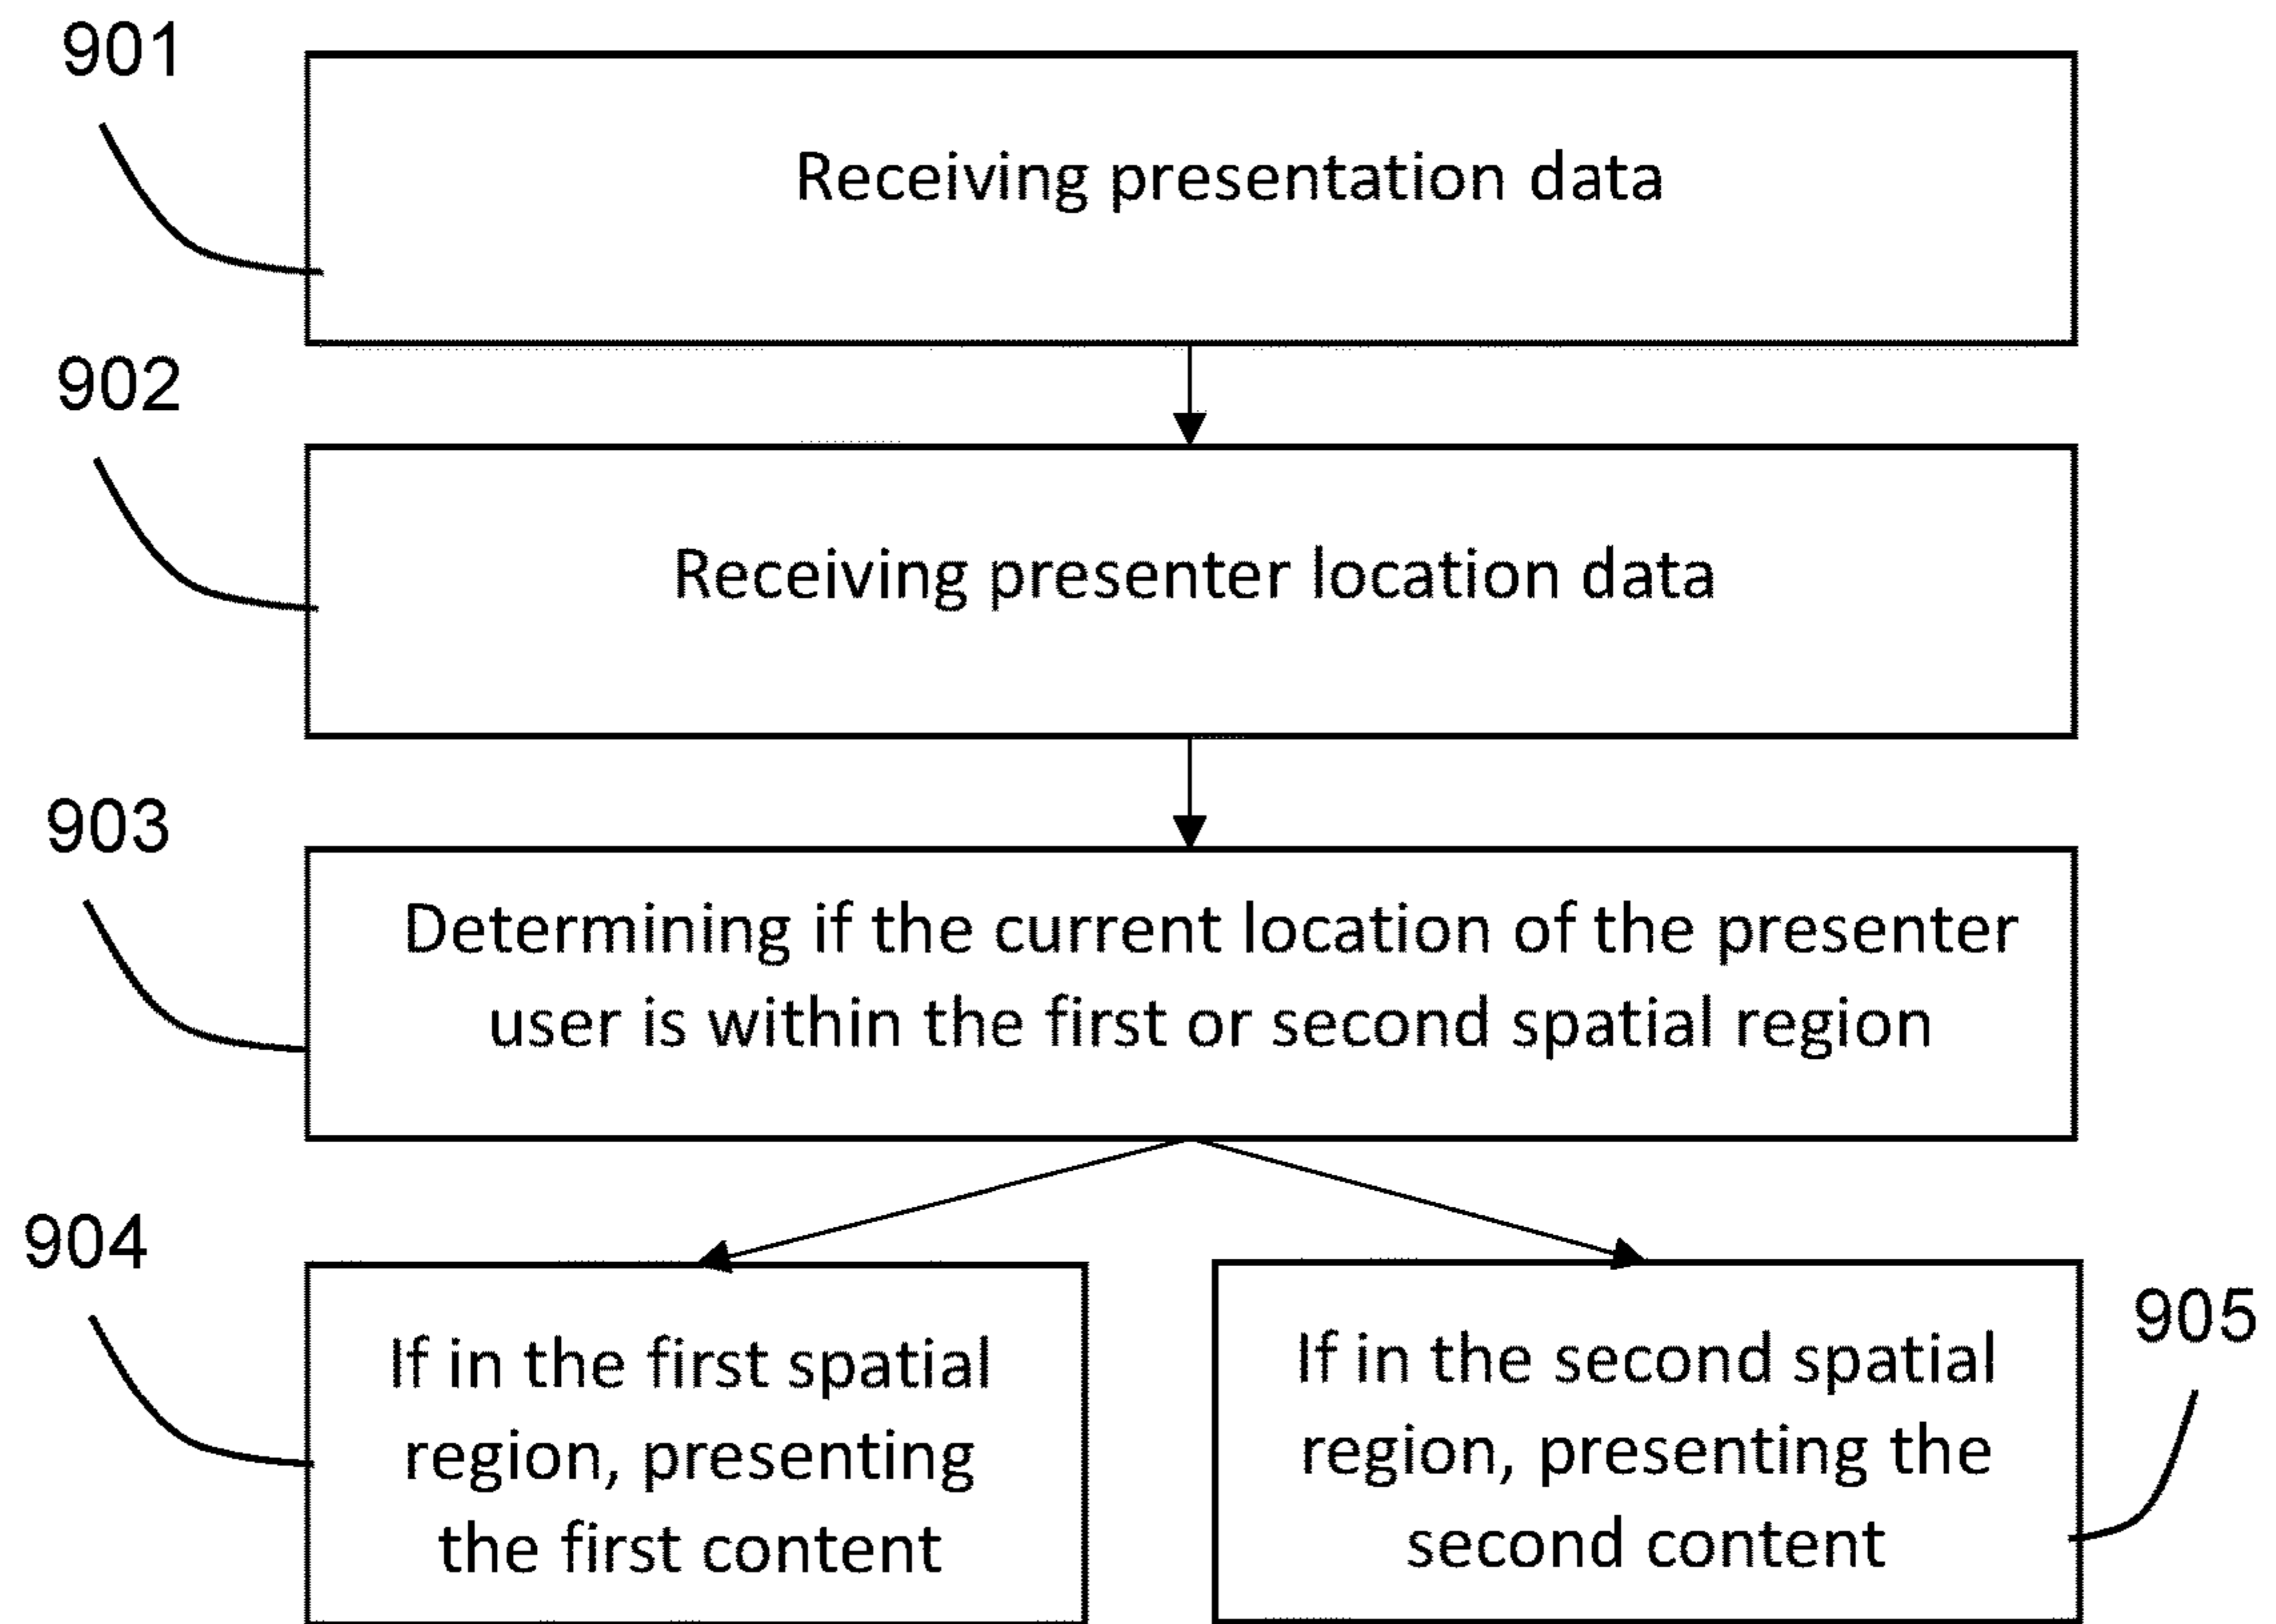 901
Receiving presentation data
902
Receiving presenter location data
903
Determining if the current location of the presenter
user is within the first or second spatial region
904
If in the first spatial
region, presenting
the first content
If in the second spatial
region, presenting the
second content
905